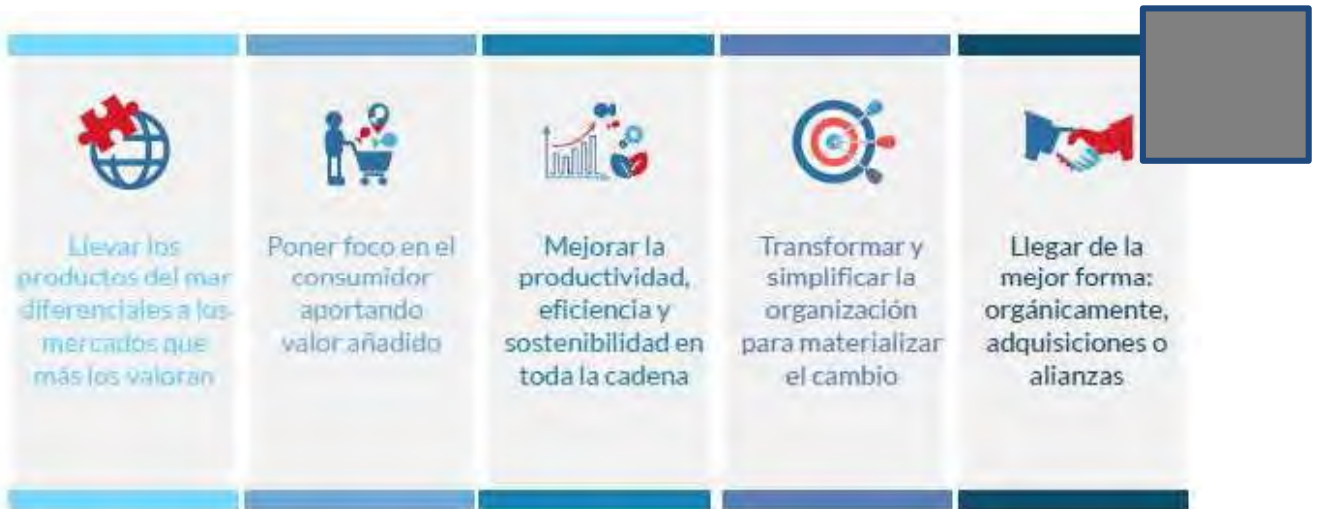 Llevar los
productos del mar
diferenciales a los
mercados que
más los valoran
Poner foco en el
consumidor
aportando
valor añadido
Mejorar la
productividad,
eficiencia y
sostenibilidad en
toda la cadena
Transformar y
simplificar la
organización
para materializar
el cambio
Llegar de la
mejor forma:
orgánicamente,
adquisiciones o
alianzas